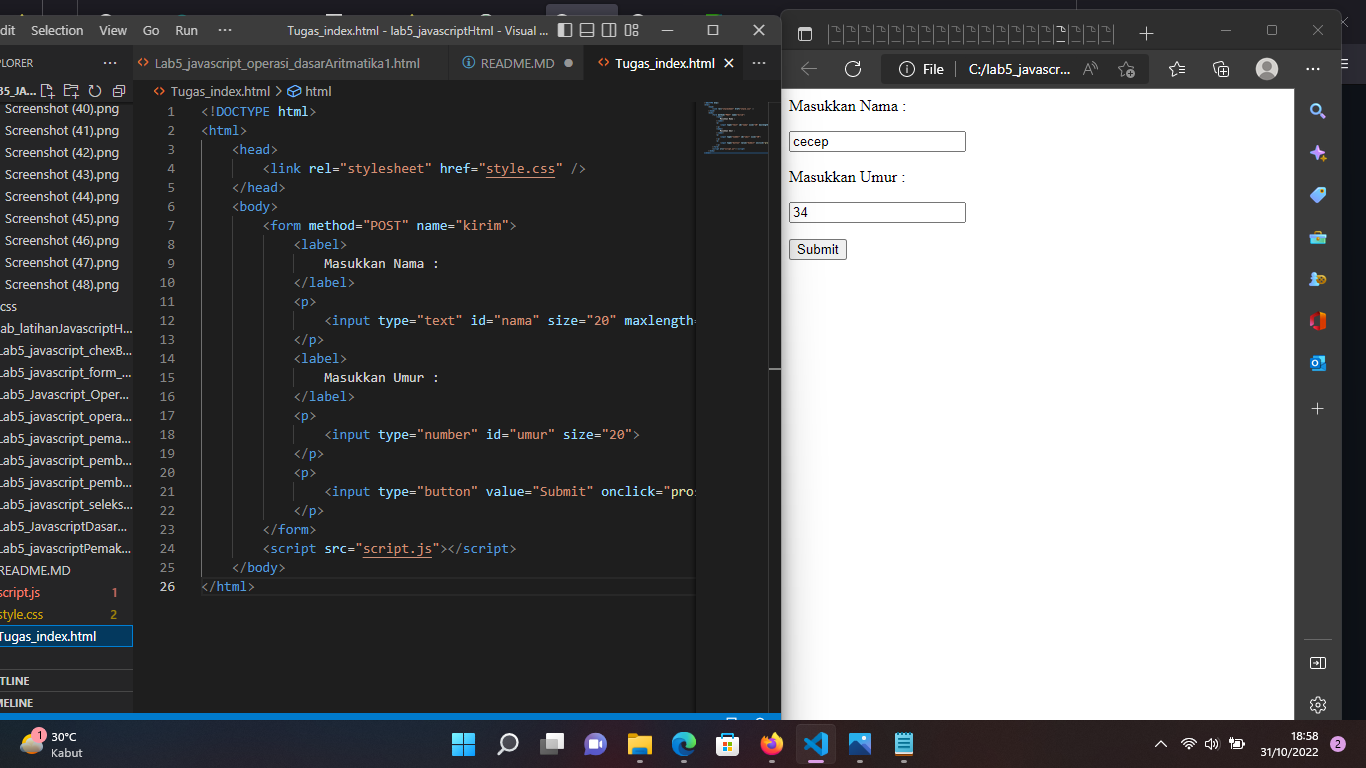 dit Selection View Go Run ··· Tugas_index.html - lab5_javascriptHtml - Visual ...
PLORER ···
B5_JA...
Screenshot (40).png
Screenshot (41).png
Screenshot (42).png
Screenshot (43).png
Screenshot (44).png
Screenshot (45).png
Screenshot (46).png
Screenshot (47).png
Screenshot (48).png
css
ab_latihanJavascriptH...
Lab5_javascript_chexB...
Lab5_javascript_form_...
Lab5_Javascript_Oper...
Lab5_javascript_opera...
Lab5_javascript_pema...
Lab5_javascript_pemb...
Lab5_javascript_pemb...
Lab5_javascript_seleks...
Lab5_JavascriptDasar...
Lab5_javascriptPemak...
README.MD
script.js 1
style.css 2
Tugas_index.html
TLINE
MELINE
Lab5_javascript_operasi_dasarAritmatika1.html README.MD Tugas_index.html ···
Tugas_index.html > html
1 <!DOCTYPE html>
2 <html>
3 <head>
4 <link rel="stylesheet" href="style.css" />
5 </head>
6 <body>
7 <form method="POST" name="kirim">
8 <label>
9 Masukkan Nama :
10 </label>
11 <p>
12 <input type="text" id="nama" size="20" maxlength=
13 </p>
14 <label>
15 Masukkan Umur :
16 </label>
17 <p>
18 <input type="number" id="umur" size="20">
19 </p>
20 <p>
21 <input type="button" value="Submit" onclick="pros
22 </p>
23 </form>
24 <script src="script.js"></script>
25 </body>
26 </html>
File C:/lab5_javascr...
Masukkan Nama :
cecep
Masukkan Umur :
34
Submit
1
30°C
Kabut
18:58
31/10/2022
2